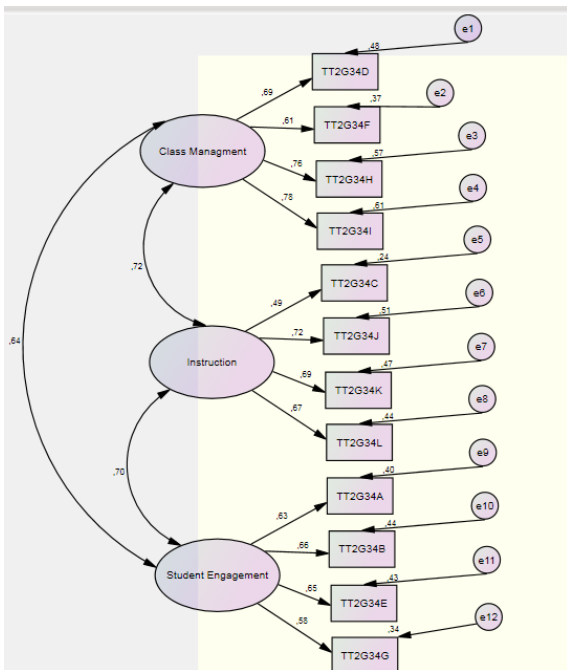 e1
,48
TT2G34D
,69
e2
,37
TT2G34F
,61
Class Managment
e3
,57
TT2G34H
,76
e4
,61
TT2G34I
,78
e5
,24
TT2G34C
,49
,72
e6
,51
TT2G34J
,72
,64
Instruction
e7
,47
TT2G34K
,69
e8
,44
TT2G34L
,67
e9
,40
TT2G34A
,63
,70
e10
,44
TT2G34B
,66
Student Engagement
e11
,43
TT2G34E
,65
e12
,34
TT2G34G
,58